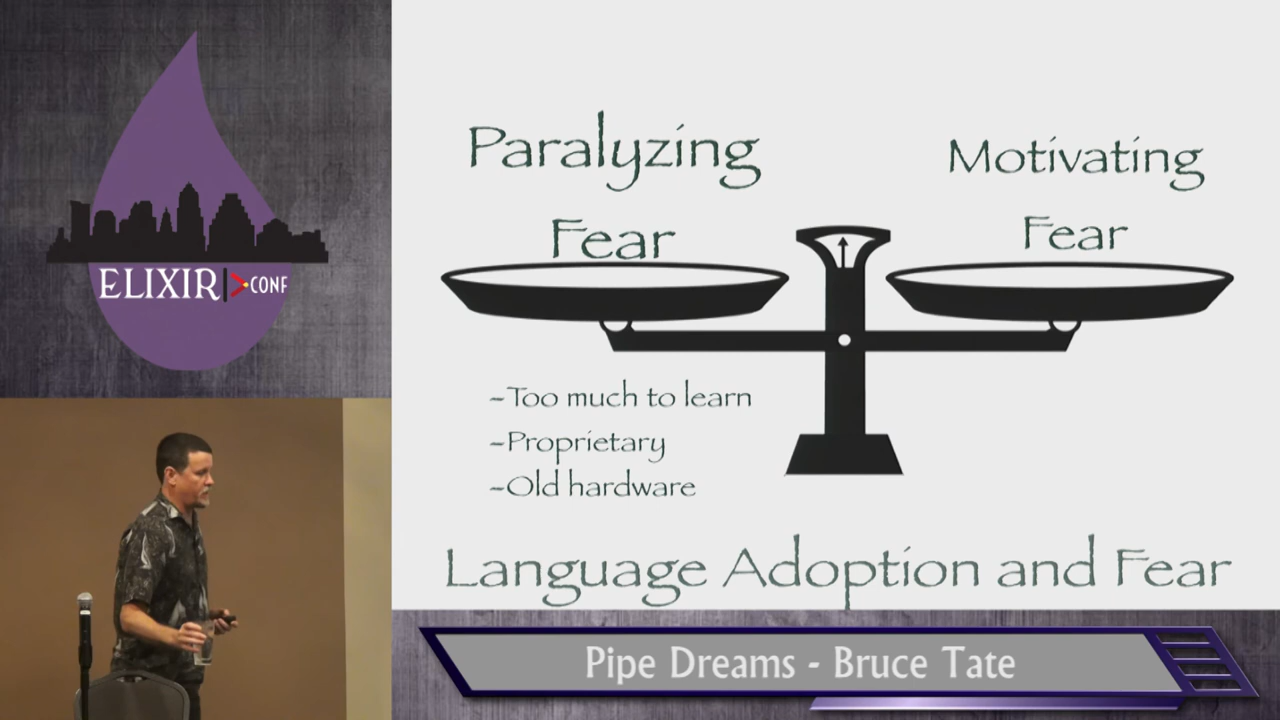 ELIXIR|>CONF
Paralyzing
Fear
Motivating
Fear
-Too much to learn
-Proprietary
-Old hardware
Language Adoption and Fear
Pipe Dreams - Bruce Tate